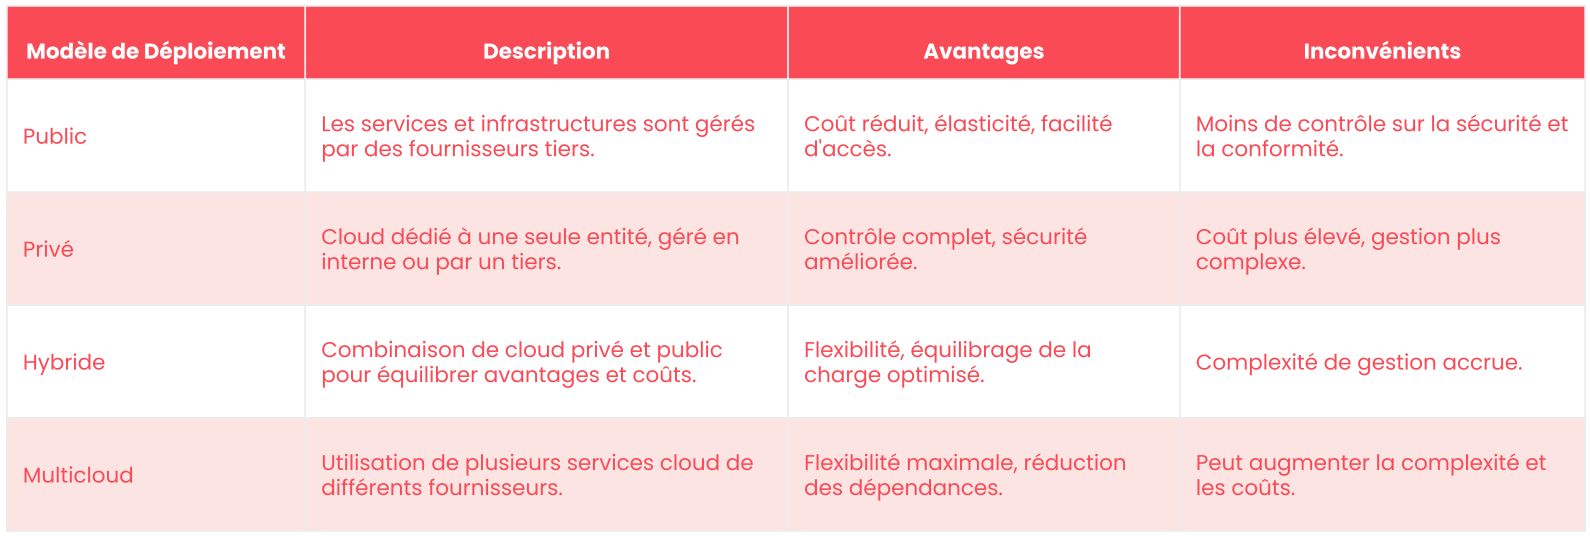 Modèle de Déploiement
Description
Avantages
Inconvénients
Public
Les services et infrastructures sont gérés
par des fournisseurs tiers.
Coût réduit, élasticité, facilité
d'accès.
Moins de contrôle sur la sécurité et
la conformité.
Privé
Cloud dédié à une seule entité, géré en
interne ou par un tiers.
Contrôle complet, sécurité
améliorée.
Coût plus élevé, gestion plus
complexe.
Hybride
Combinaison de cloud privé et public
pour équilibrer avantages et coûts.
Flexibilité, équilibrage de la
charge optimisé.
Complexité de gestion accrue.
Multicloud
Utilisation de plusieurs services cloud de
différents fournisseurs.
Flexibilité maximale, réduction
des dépendances.
Peut augmenter la complexité et
les coûts.